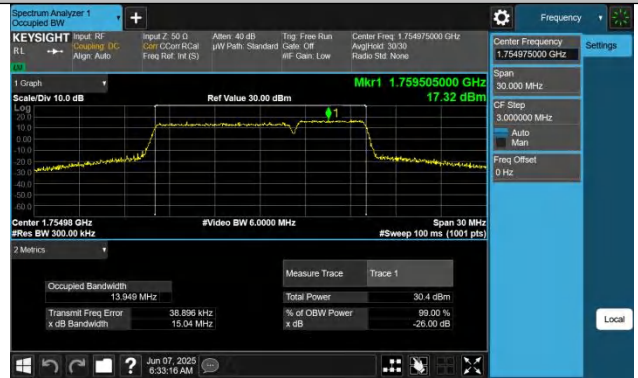 Spectrum Analyzer 1
Occupied BW
+
Frequency
KEYSIGHT
RL
Input: RF
Coupling: DC
Align: Auto
Input Z: 50 Ω
Corr CCorr RCal
Freq Ref: Int (S)
Atten: 40 dB
µW Path: Standard
Trig: Free Run
Gate: Off
#IF Gain: Low
Center Freq: 1.754975000 GHz
Avg|Hold: 30/30
Radio Std: None
Center Frequency
1.754975000 GHz
Settings
Span
30.000 MHz
CF Step
3.000000 MHz
Auto
Man
Freq Offset
0 Hz
Local
1 Graph
Mkr1 1.759505000 GHz
Scale/Div 10.0 dB
Ref Value 30.00 dBm
17.32 dBm
Log
20.0
10.0
0.00
-10.0
-20.0
-30.0
-40.0
-50.0
-60.0
1
Center 1.75498 GHz
#Video BW 6.0000 MHz
Span 30 MHz
#Res BW 300.00 kHz
#Sweep 100 ms (1001 pts)
2 Metrics
Measure Trace
Trace 1
Occupied Bandwidth
13.949 MHz
Total Power
30.4 dBm
Transmit Freq Error
38.896 kHz
% of OBW Power
99.00 %
x dB Bandwidth
15.04 MHz
x dB
-26.00 dB
?
Jun 07, 2025
6:33:16 AM